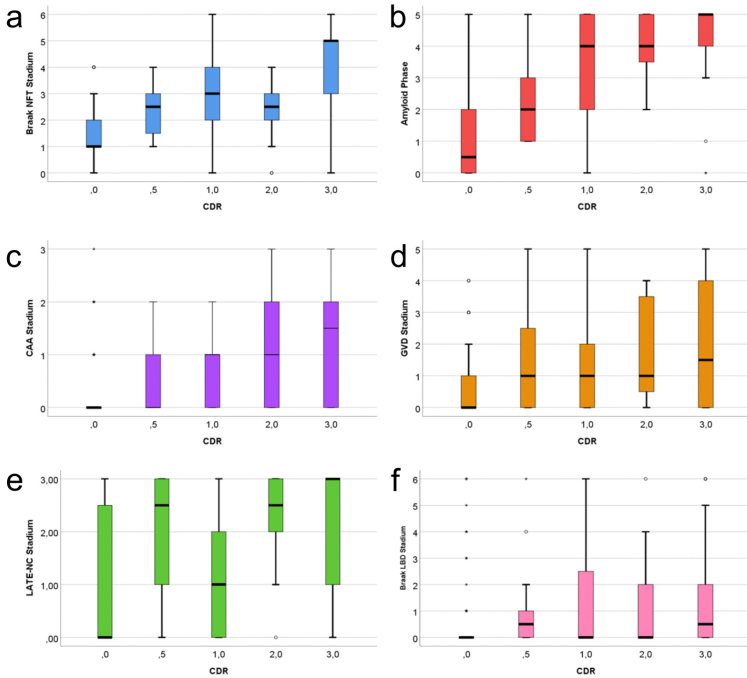 a
Braak NFT Stadium
6
5
4
3
2
1
0
,0 ,5 1,0 2,0 3,0
CDR
b
Amyloid Phase
5
4
3
2
1
0
,0 ,5 1,0 2,0 3,0
CDR
c
CAA Stadium
3
2
1
0
,0 ,5 1,0 2,0 3,0
CDR
d
GVD Stadium
5
4
3
2
1
0
,0 ,5 1,0 2,0 3,0
CDR
e
LATE-NC Stadium
3,00
2,00
1,00
,00
,0 ,5 1,0 2,0 3,0
CDR
f
Braak LBD Stadium
6
5
4
3
2
1
0
,0 ,5 1,0 2,0 3,0
CDR